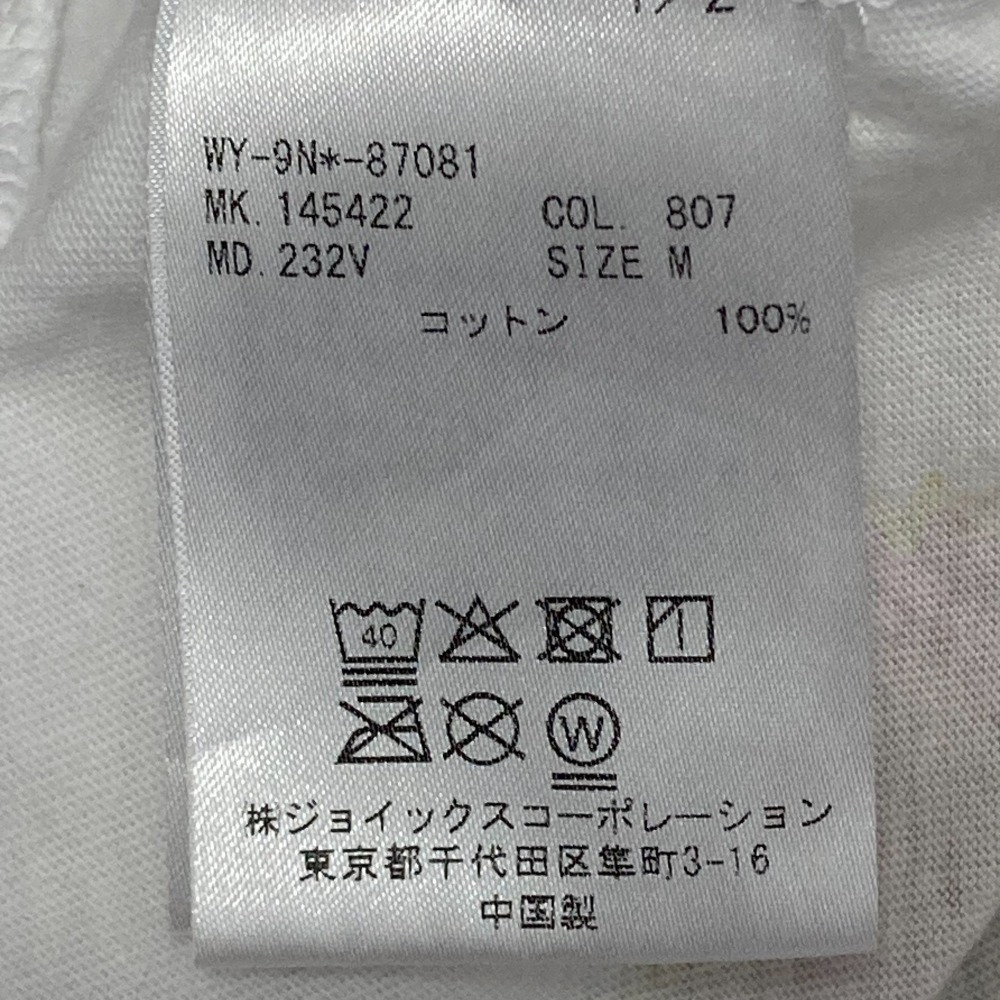 WY-9N*-87081
MK. 145422 COL. 807
MD. 232V SIZE M
コットン 100%
40
W
株ジョイックスコーポレーション
東京都千代田区隼町3-16
中国製